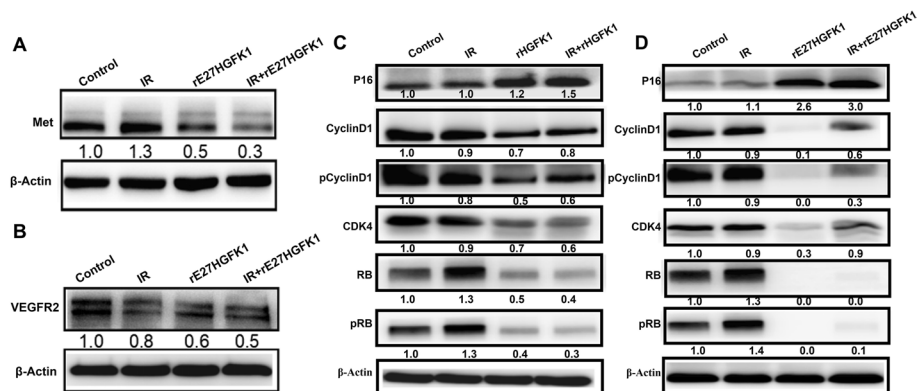 A
Control IR rE27HGFK1 IR+rE27HGFK1
Met
1.0 1.3 0.5 0.3
β-Actin
B
Control IR rE27HGFK1 IR+rE27HGFK1
VEGFR2
1.0 0.8 0.6 0.5
β-Actin
C
Control IR rHGFK1 IR+rHGFK1
P16
1.0 1.0 1.2 1.5
CyclinD1
1.0 0.9 0.7 0.8
pCyclinD1
1.0 0.8 0.5 0.6
CDK4
1.0 0.9 0.7 0.6
RB
1.0 1.3 0.5 0.4
pRB
1.0 1.3 0.4 0.3
β-Actin
D
Control IR rE27HGFK1 IR+rE27HGFK1
P16
1.0 1.1 2.6 3.0
CyclinD1
1.0 0.9 0.1 0.6
pCyclinD1
1.0 0.9 0.0 0.3
CDK4
1.0 0.9 0.3 0.9
RB
1.0 1.3 0.0 0.0
pRB
1.0 1.4 0.0 0.1
β-Actin